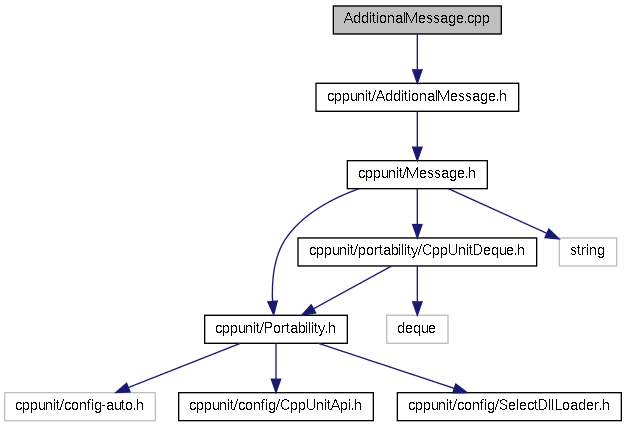 AdditionalMessage.cpp
cppunit/AdditionalMessage.h
cppunit/Message.h
cppunit/portability/CppUnitDeque.h
string
cppunit/Portability.h
deque
cppunit/config-auto.h
cppunit/config/CppUnitApi.h
cppunit/config/SelectDllLoader.h